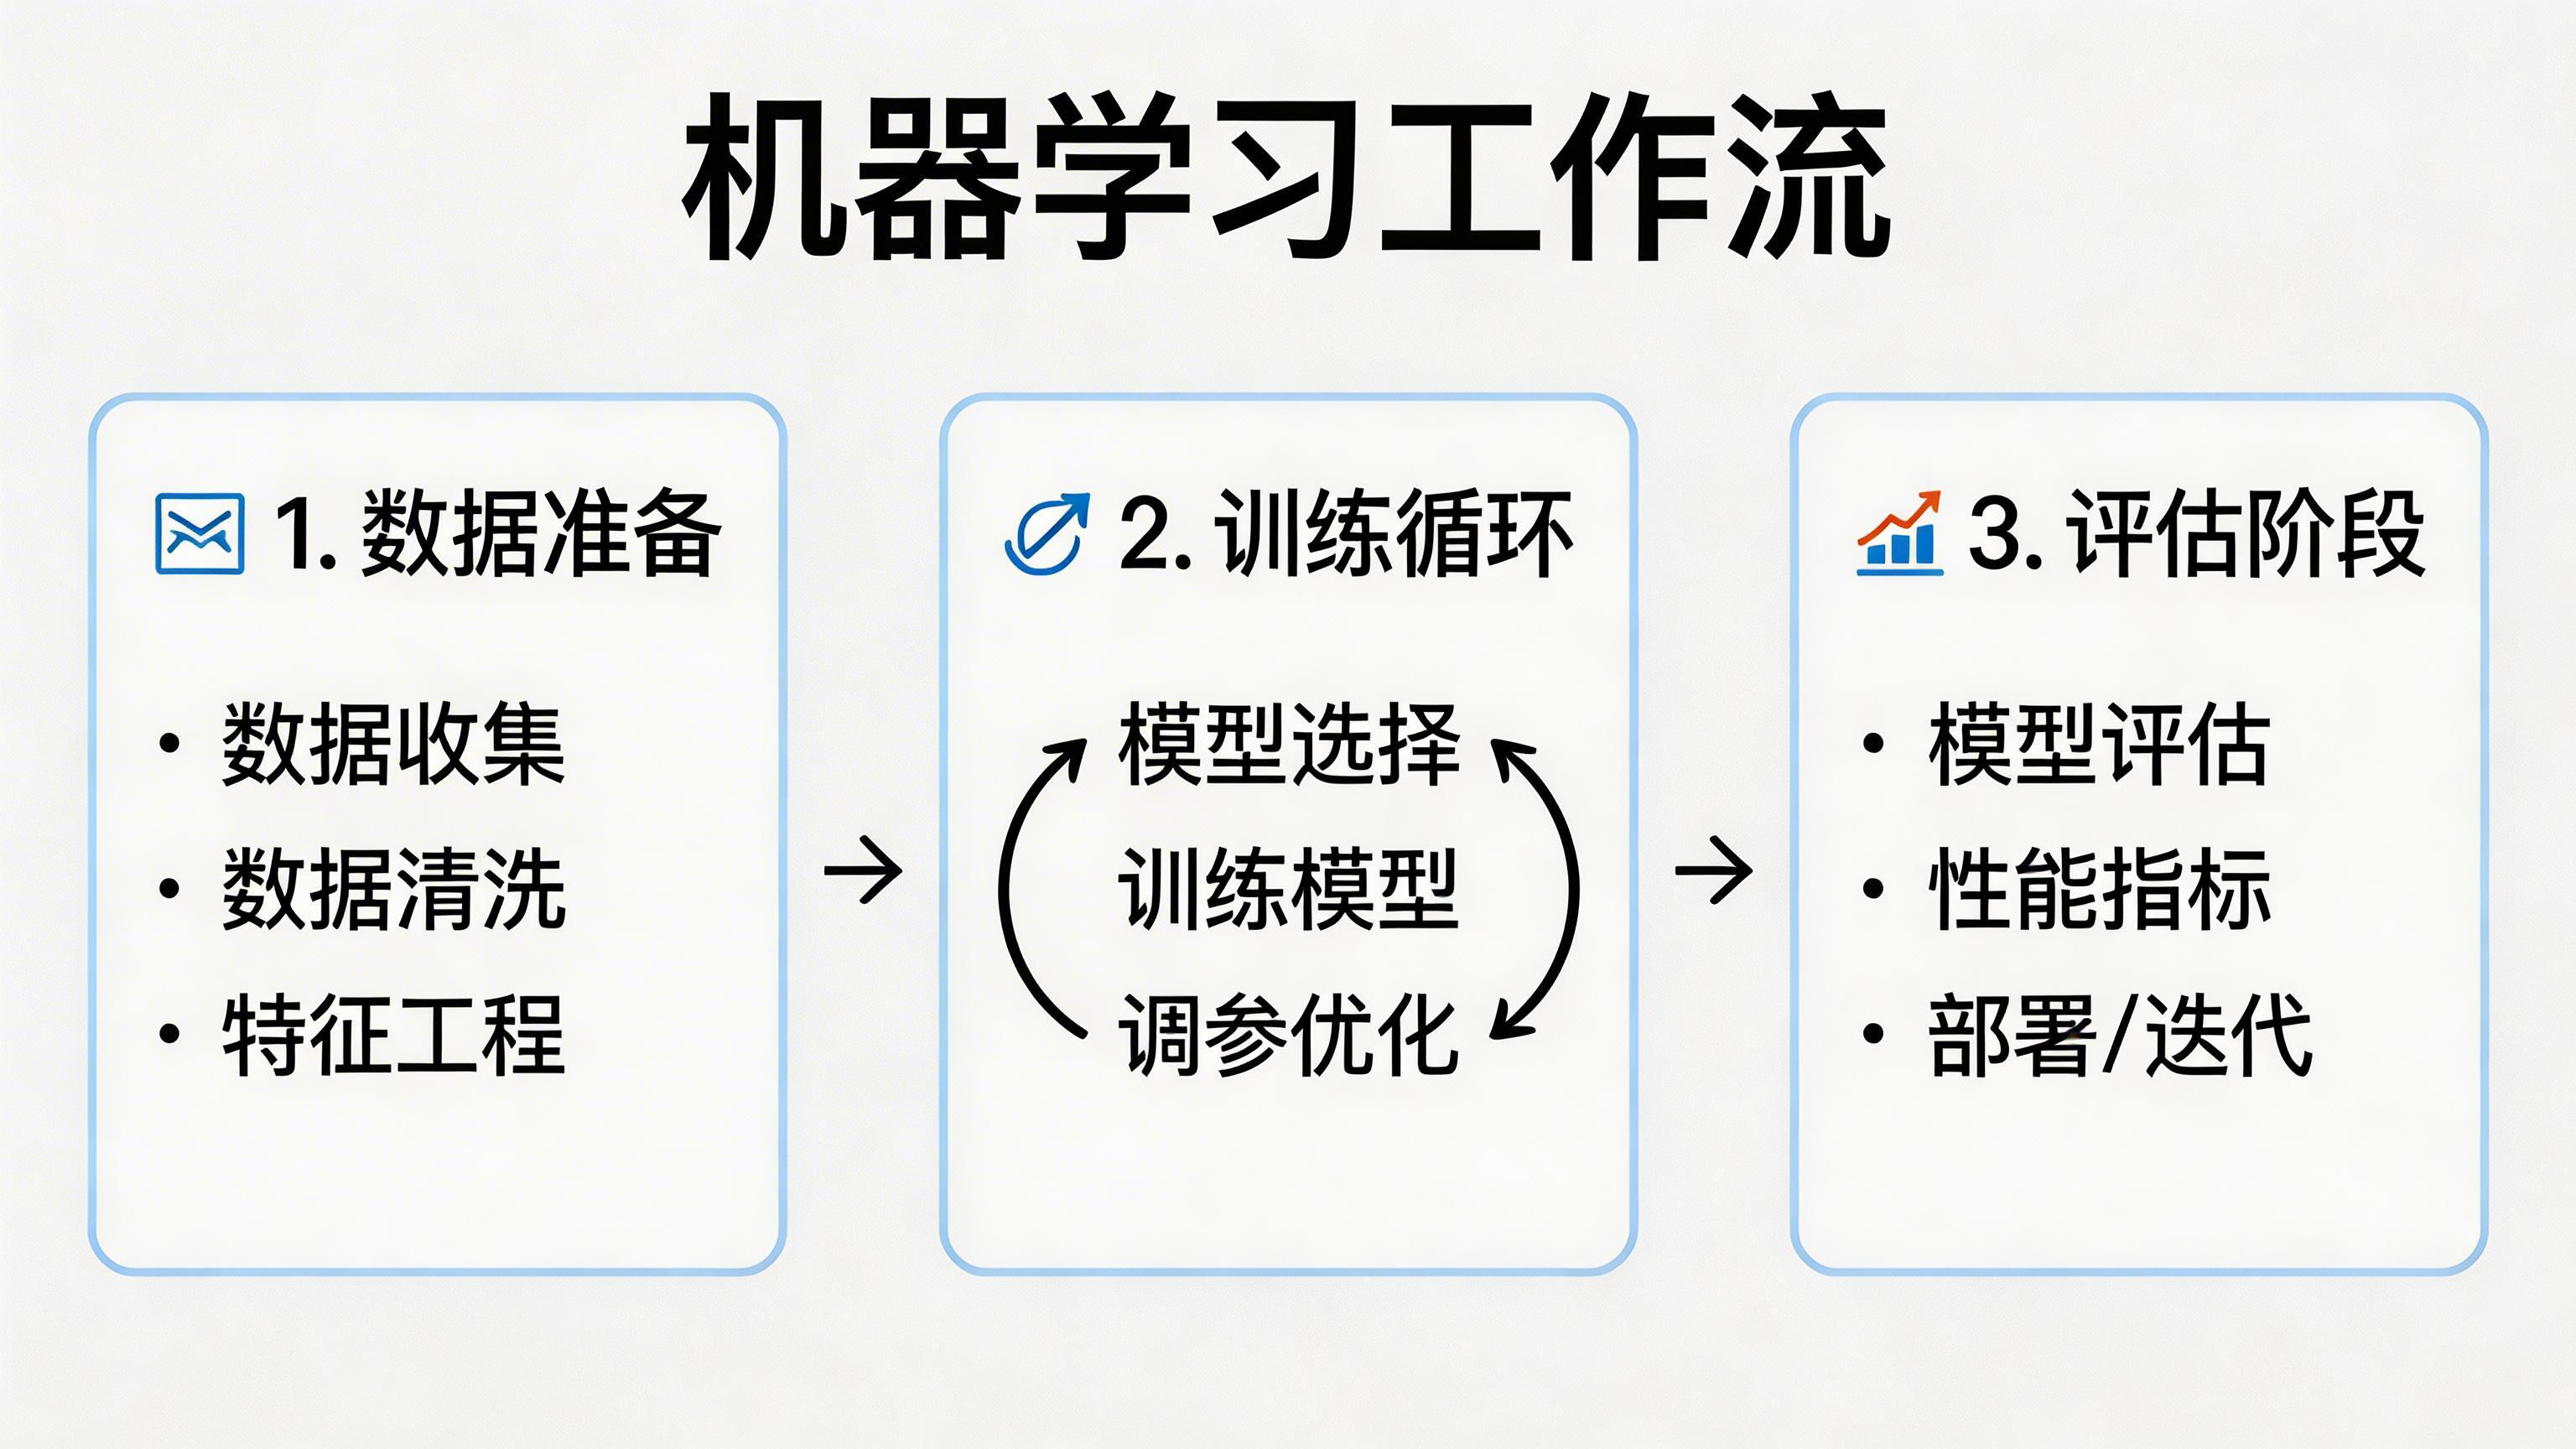 机器学习工作流
1. 数据准备
• 数据收集
• 数据清洗
• 特征工程
2. 训练循环
模型选择
训练模型
调参优化
3. 评估阶段
• 模型评估
• 性能指标
• 部署/迭代